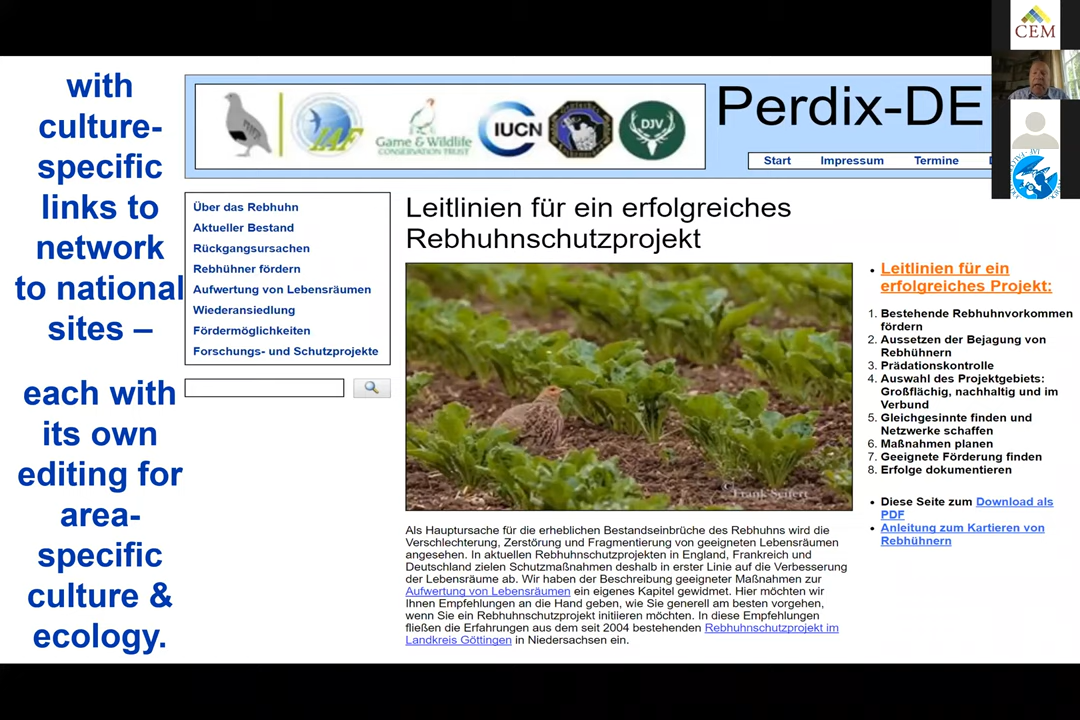 with
culture-
specific
links to
network
to national
sites –
each with
its own
editing for
area-
specific
culture &
ecology.
IAF
Game & Wildlife
CONSERVATION TRUST
IUCN
DJV
Perdix-DE
Start Impressum Termine
CEM
Über das Rebhuhn
Aktueller Bestand
Rückgangsursachen
Rebhühner fördern
Aufwertung von Lebensräumen
Wiederansiedlung
Fördermöglichkeiten
Forschungs- und Schutzprojekte
Leitlinien für ein erfolgreiches
Rebhuhnschutzprojekt
© Frank Seifert
Als Hauptursache für die erheblichen Bestandseinbrüche des Rebhuhns wird die
Verschlechterung, Zerstörung und Fragmentierung von geeigneten Lebensräumen
angesehen. In aktuellen Rebhuhnschutzprojekten in England, Frankreich und
Deutschland zielen Schutzmaßnahmen deshalb in erster Linie auf die Verbesserung
der Lebensräume ab. Wir haben der Beschreibung geeigneter Maßnahmen zur
Aufwertung von Lebensräumen ein eigenes Kapitel gewidmet. Hier möchten wir
Ihnen Empfehlungen an die Hand geben, wie Sie generell am besten vorgehen,
wenn Sie ein Rebhuhnschutzprojekt initiieren möchten. In diese Empfehlungen
fließen die Erfahrungen aus dem seit 2004 bestehenden Rebhuhnschutzprojekt im
Landkreis Göttingen in Niedersachsen ein.
• Leitlinien für ein
erfolgreiches Projekt:
1. Bestehende Rebhuhnvorkommen
fördern
2. Aussetzen der Bejagung von
Rebhühnern
3. Prädationskontrolle
4. Auswahl des Projektgebiets:
Großflächig, nachhaltig und im
Verbund
5. Gleichgesinnte finden und
Netzwerke schaffen
6. Maßnahmen planen
7. Geeignete Förderung finden
8. Erfolge dokumentieren
• Diese Seite zum Download als
PDF
• Anleitung zum Kartieren von
Rebhühnern